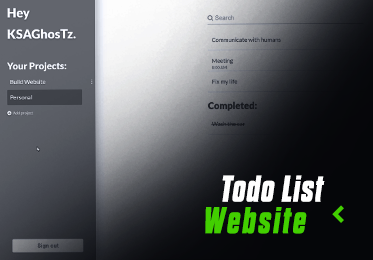 Hey
KSAGhosTz.
Your Projects:
Build Website
Personal
Add project
Sign out
Search
Communicate with humans
Meeting
Fix my life
Completed:
Todo List
Website